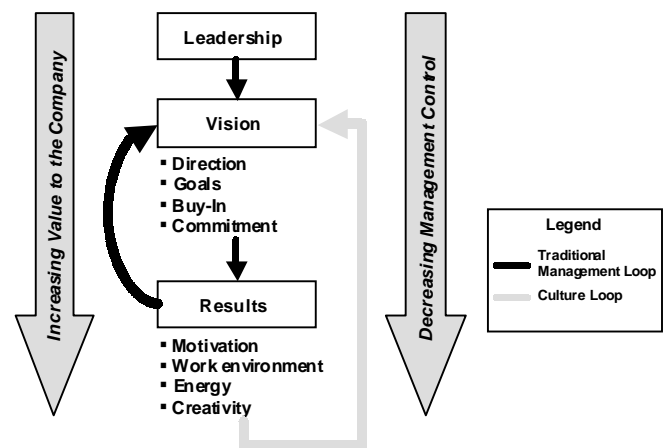 Increasing Value to the Company
Leadership
Vision
▪ Direction
▪ Goals
▪ Buy-In
▪ Commitment
Results
▪ Motivation
▪ Work environment
▪ Energy
▪ Creativity
Decreasing Management Control
Legend
Traditional
Management Loop
Culture Loop